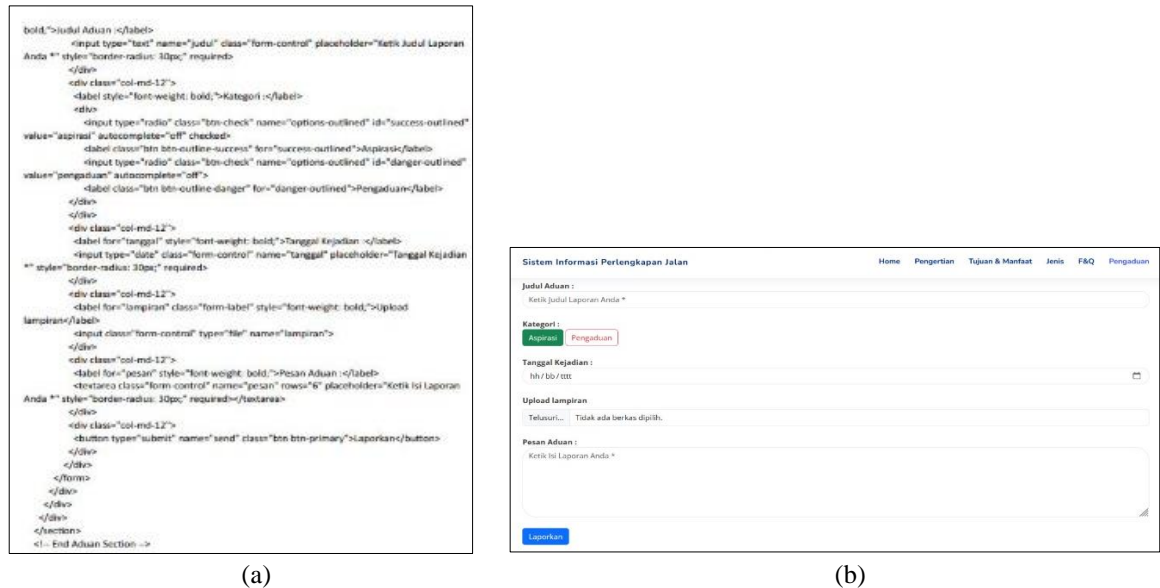 bold;">Judul Aduan :</label>
<input type="text" name="judul" class="form-control" placeholder="Ketik Judul Laporan
Anda *" style="border-radius: 30px;" required>
</div>
<div class="col-md-12">
<label style="font-weight: bold;">Kategori :</label>
<div>
<input type="radio" class="btn-check" name="options-outlined" id="success-outlined"
value="aspirasi" autocomplete="off" checked>
<label class="btn btn-outline-success" for="success-outlined">Aspirasi</label>
<input type="radio" class="btn-check" name="options-outlined" id="danger-outlined"
value="pengaduan" autocomplete="off">
<label class="btn btn-outline-danger" for="danger-outlined">Pengaduan</label>
</div>
</div>
<div class="col-md-12">
<label for="tanggal" style="font-weight: bold;">Tanggal Kejadian :</label>
<input type="date" class="form-control" name="tanggal" placeholder="Tanggal Kejadian
*" style="border-radius: 30px;" required>
</div>
<div class="col-md-12">
<label for="lampiran" class="form-label" style="font-weight: bold;">Upload
lampiran</label>
<input class="form-control" type="file" name="lampiran">
</div>
<div class="col-md-12">
<label for="pesan" style="font-weight: bold;">Pesan Aduan :</label>
<textarea class="form-control" name="pesan" rows="6" placeholder="Ketik Isi Laporan
Anda *" style="border-radius: 30px;" required></textarea>
</div>
<div class="col-md-12">
<button type="submit" name="send" class="btn btn-primary">Laporkan</button>
</div>
</div>
</form>
</div>
</div>
</div>
</section>
<!-- End Aduan Section -->
(a)
Sistem Informasi Perlengkapan Jalan Home Pengertian Tujuan & Manfaat Jenis F&Q Pengaduan
Judul Aduan :
Ketik Judul Laporan Anda *
Kategori :
Aspirasi Pengaduan
Tanggal Kejadian :
hh / bb / tttt
Upload lampiran
Telusuri... Tidak ada berkas dipilih.
Pesan Aduan :
Ketik Isi Laporan Anda *
Laporkan
(b)